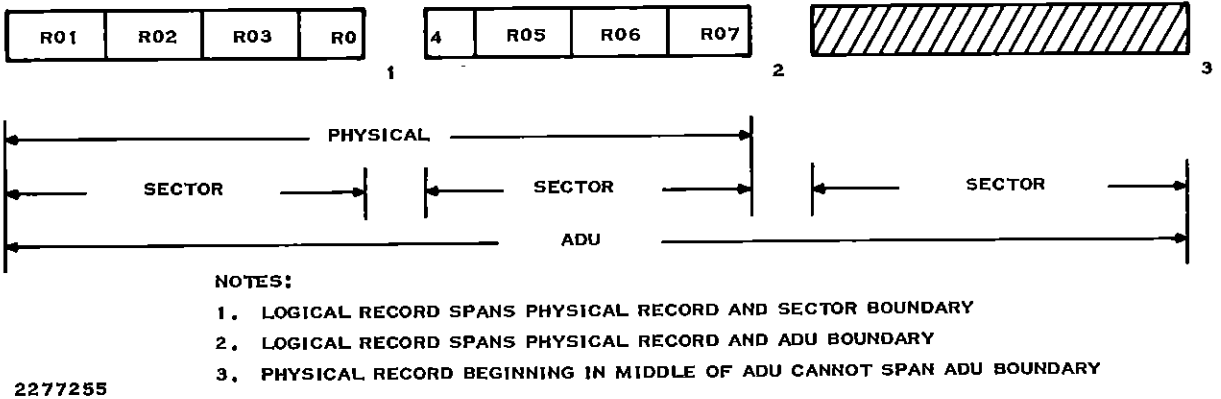 R01 R02 R03 R0 4 R05 R06 R07
1 2 3
PHYSICAL
SECTOR SECTOR SECTOR
ADU
NOTES:
1. LOGICAL RECORD SPANS PHYSICAL RECORD AND SECTOR BOUNDARY
2. LOGICAL RECORD SPANS PHYSICAL RECORD AND ADU BOUNDARY
3. PHYSICAL RECORD BEGINNING IN MIDDLE OF ADU CANNOT SPAN ADU BOUNDARY
2277255